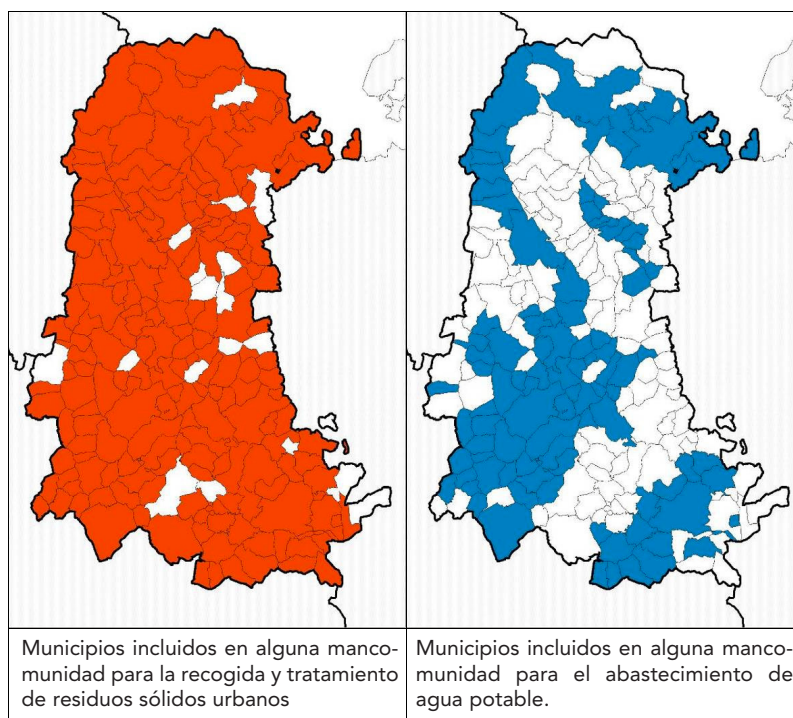 Municipios incluidos en alguna manco-
munidad para la recogida y tratamiento
de residuos sólidos urbanos
Municipios incluidos en alguna manco-
munidad para el abastecimiento de
agua potable.